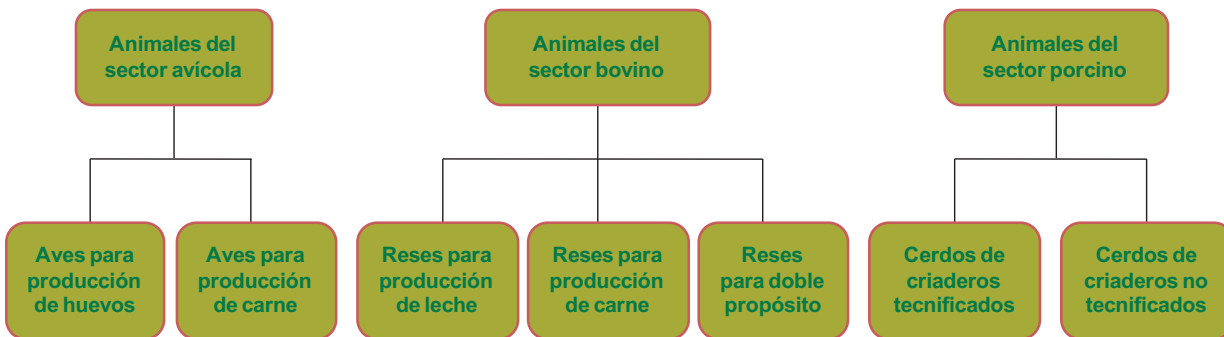 Animales del
sector avícola
Animales del
sector bovino
Animales del
sector porcino
Aves para
producción
de huevos
Aves para
producción
de carne
Reses para
producción
de leche
Reses para
producción
de carne
Reses
para doble
propósito
Cerdos de
criaderos
tecnificados
Cerdos de
criaderos no
tecnificados